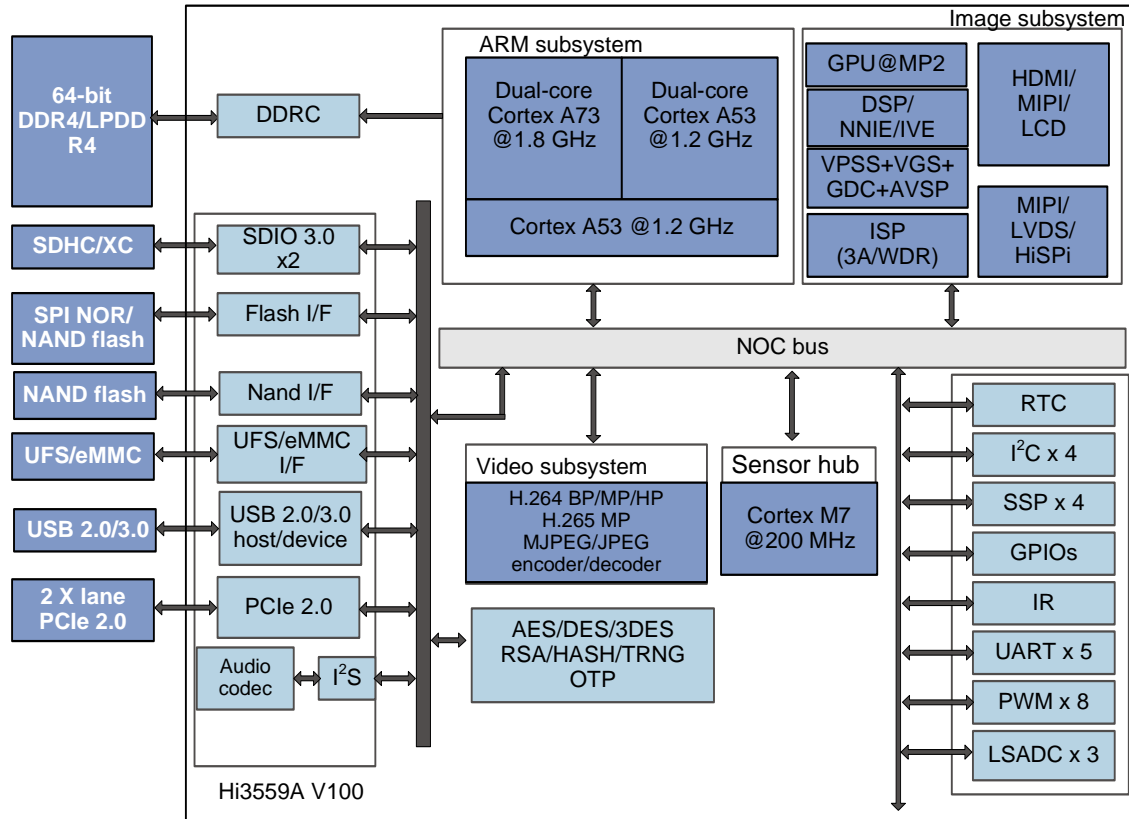 Image subsystem
ARM subsystem
64-bit
DDR4/LPDD
R4
DDRC
Dual-core
Cortex A73
@1.8 GHz
Dual-core
Cortex A53
@1.2 GHz
Cortex A53 @1.2 GHz
GPU@MP2
DSP/
NNIE/IVE
VPSS+VGS+
GDC+AVSP
ISP
(3A/WDR)
HDMI/
MIPI/
LCD
MIPI/
LVDS/
HiSPi
SDHC/XC
SDIO 3.0
x2
SPI NOR/
NAND flash
Flash I/F
NAND flash
Nand I/F
UFS/eMMC
UFS/eMMC
I/F
USB 2.0/3.0
USB 2.0/3.0
host/device
2 X lane
PCIe 2.0
PCIe 2.0
Audio
codec
I²S
NOC bus
Video subsystem
H.264 BP/MP/HP
H.265 MP
MJPEG/JPEG
encoder/decoder
Sensor hub
Cortex M7
@200 MHz
AES/DES/3DES
RSA/HASH/TRNG
OTP
RTC
I²C x 4
SSP x 4
GPIOs
IR
UART x 5
PWM x 8
LSADC x 3
Hi3559A V100